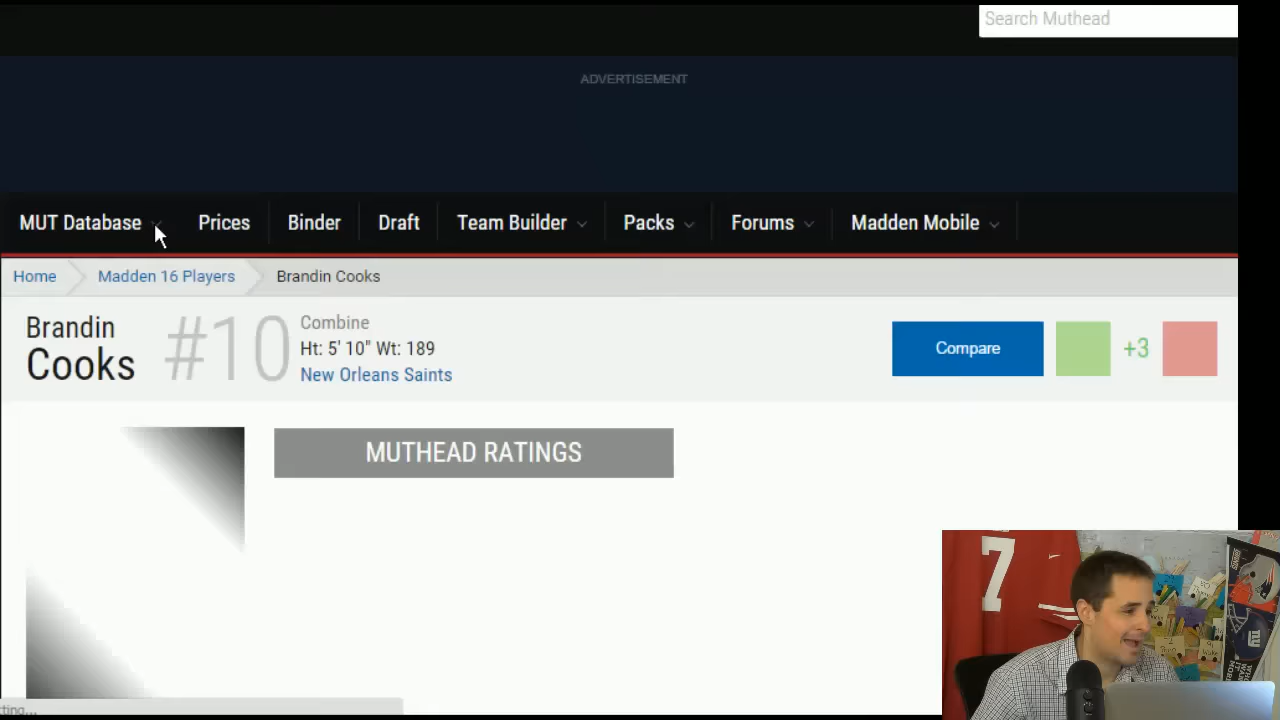 Search Muthead
ADVERTISEMENT
MUT Database Prices Binder Draft Team Builder Packs Forums Madden Mobile
Home Madden 16 Players Brandin Cooks
Brandin
Cooks
#10
Combine
Ht: 5' 10" Wt: 189
New Orleans Saints
Compare
+3
MUTHEAD RATINGS
7